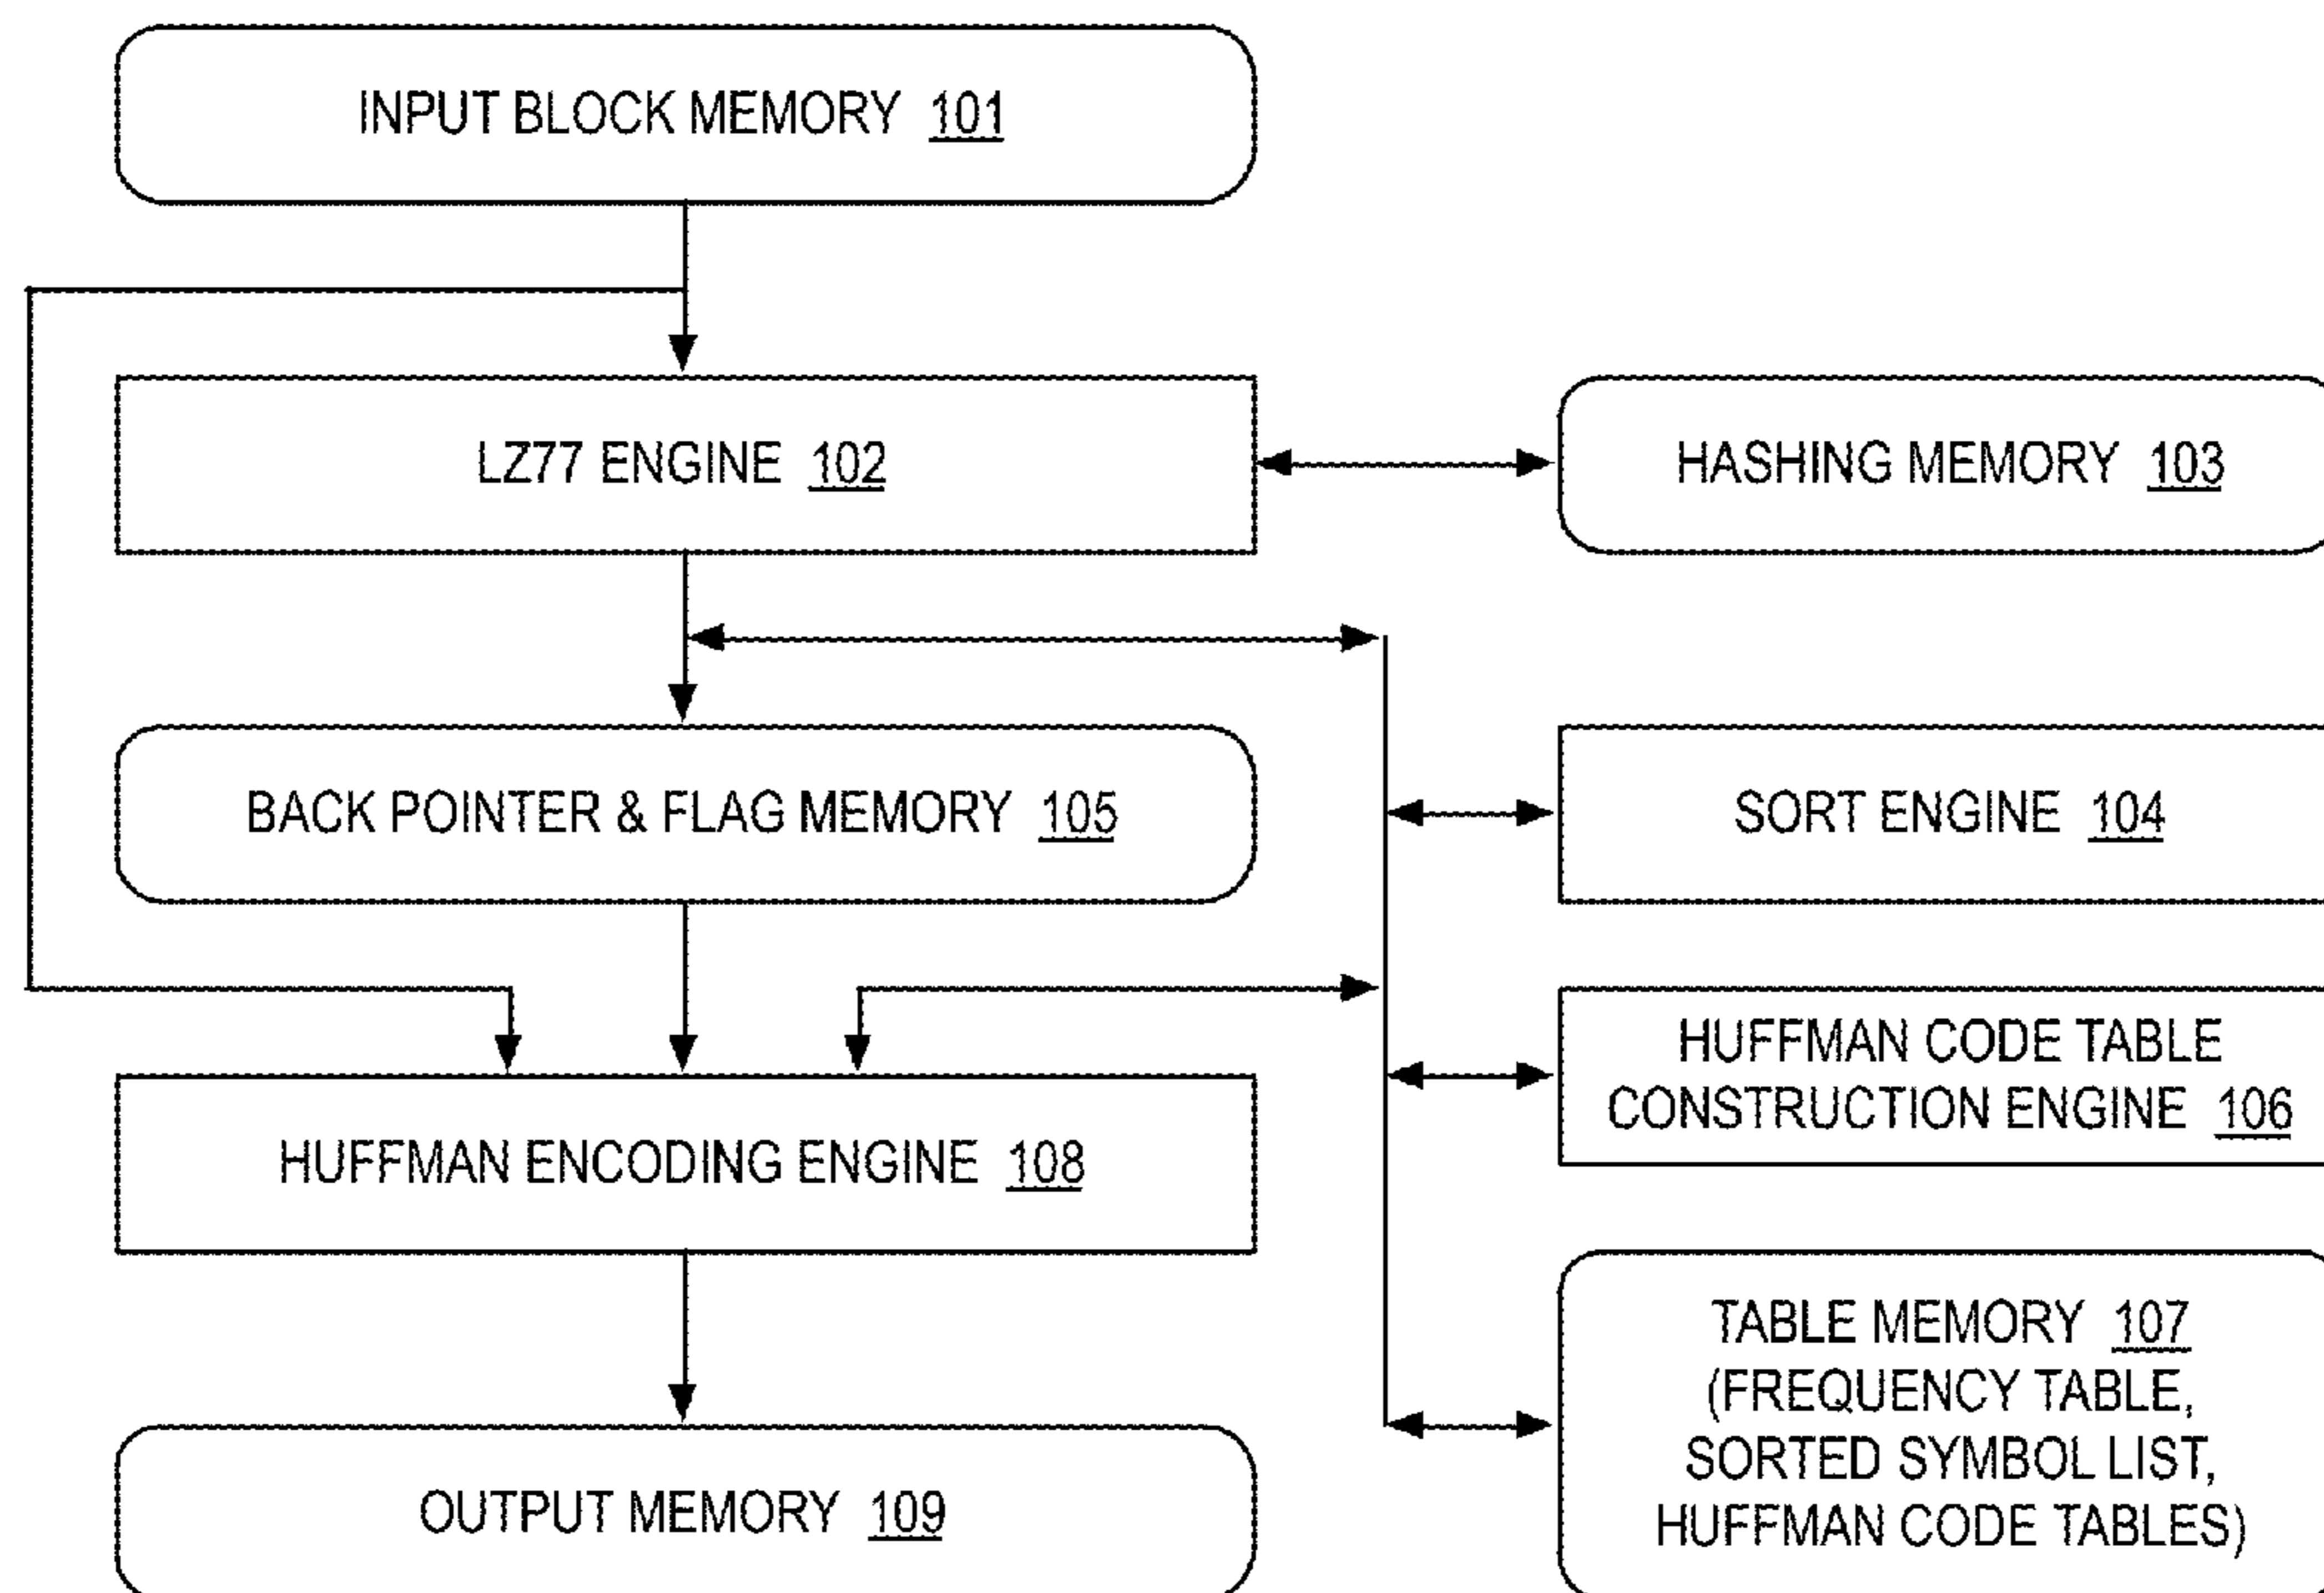 INPUT BLOCK MEMORY 101
LZ77 ENGINE 102
HASHING MEMORY 103
BACK POINTER & FLAG MEMORY 105
SORT ENGINE 104
HUFFMAN CODE TABLE
CONSTRUCTION ENGINE 106
HUFFMAN ENCODING ENGINE 108
TABLE MEMORY 107
(FREQUENCY TABLE,
SORTED SYMBOL LIST,
HUFFMAN CODE TABLES)
OUTPUT MEMORY 109